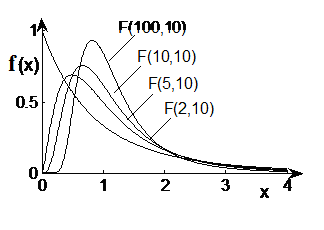 F(100,10)
1
F(10,10)
f(x)
F(5,10)
0.5
F(2,10)
0
0 1 2 3 4
x